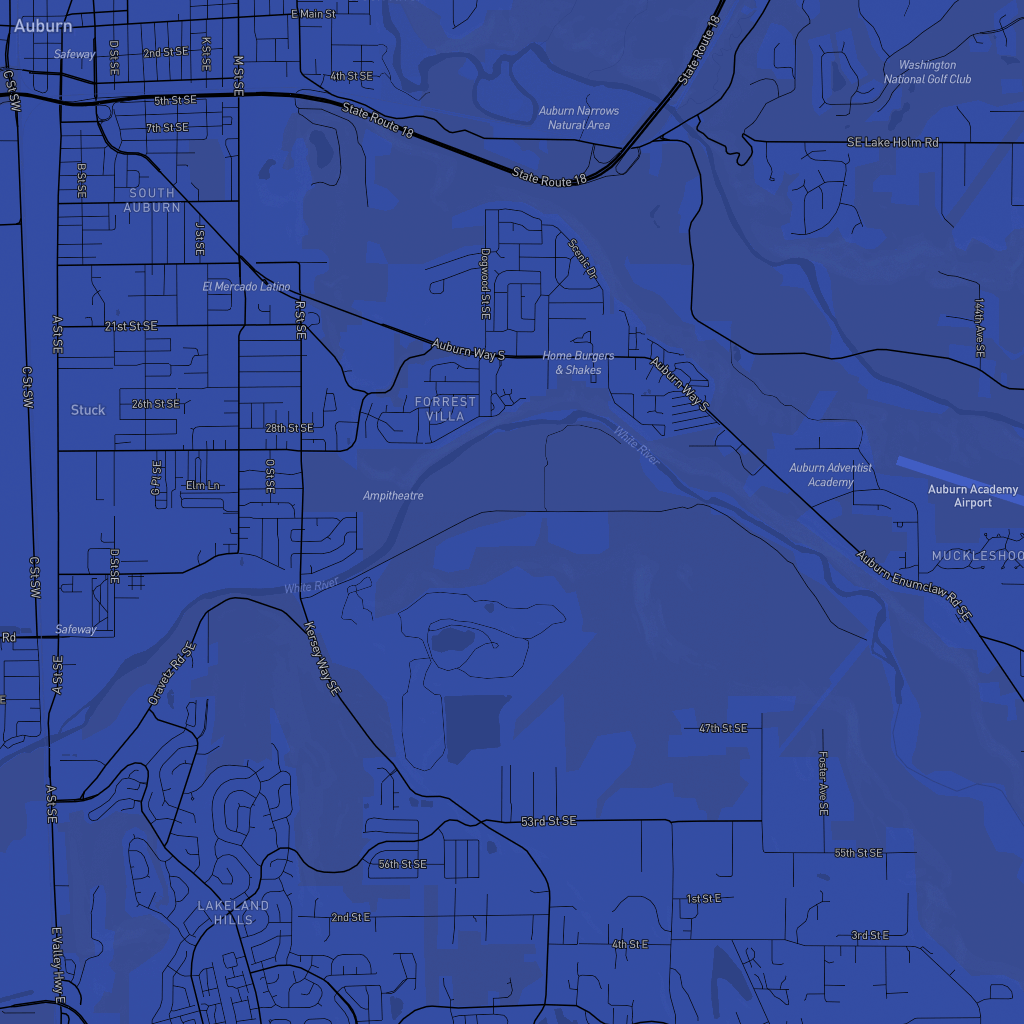 E Main St
Auburn
Safeway
D St SE
2nd St SE
K St SE
M St SE
4th St SE
State Route 18
Washington
National Golf Club
C St SW
5th St SE
State Route 18
Auburn Narrows
Natural Area
7th St SE
SE Lake Holm Rd
B St SE
State Route 18
SOUTH
AUBURN
J St SE
Scenic Dr
Dogwood St SE
El Mercado Latino
R St SE
144th Ave SE
A St SE
21st St SE
Auburn Way S
Home Burgers
& Shakes
Auburn Way S
C St SW
Stuck
26th St SE
FORREST
VILLA
28th St SE
White River
G Pl SE
Elm Ln
O St SE
Ampitheatre
Auburn Adventist
Academy
Auburn Academy
Airport
D St SE
C St SW
White River
MUCKLESHOO
Auburn Enumclaw Rd SE
Rd
Safeway
Kersey Way SE
A St SE
Oravetz Rd SE
E
47th St SE
Foster Ave SE
A St SE
53rd St SE
56th St SE
55th St SE
LAKELAND
HILLS
2nd St E
1st St E
4th St E
3rd St E
E Valley Hwy E